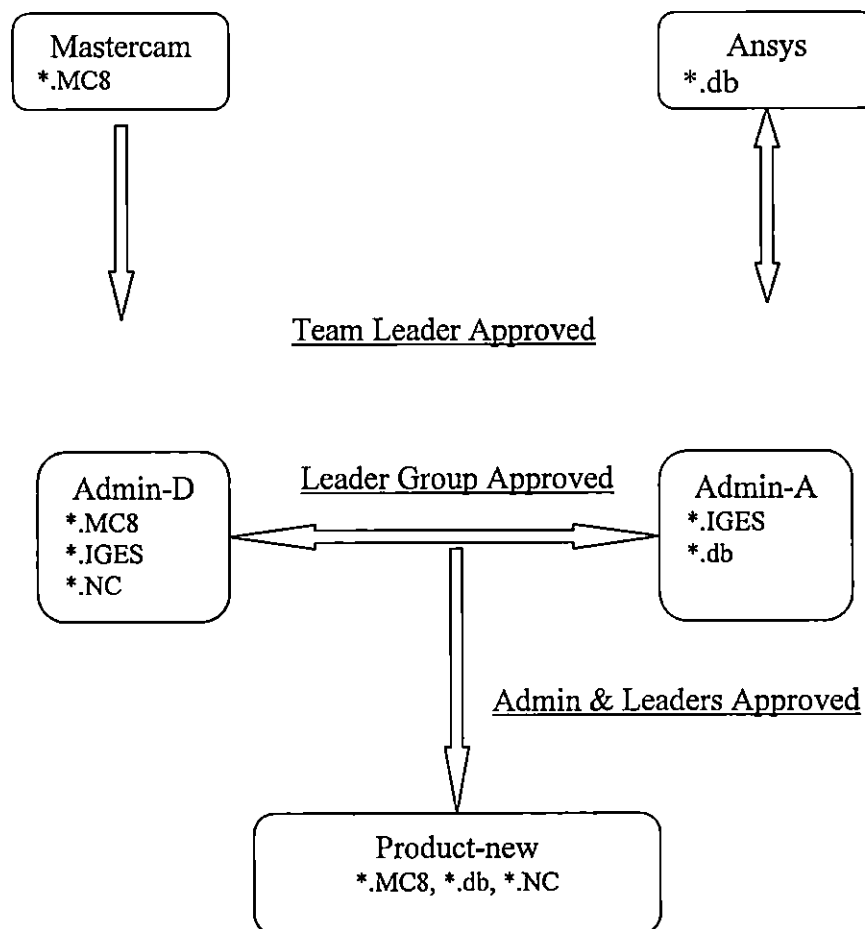 Mastercam
*.MC8
Ansys
*.db
Team Leader Approved
Admin-D
*.MC8
*.IGES
*.NC
Leader Group Approved
Admin-A
*.IGES
*.db
Admin & Leaders Approved
Product-new
*.MC8, *.db, *.NC